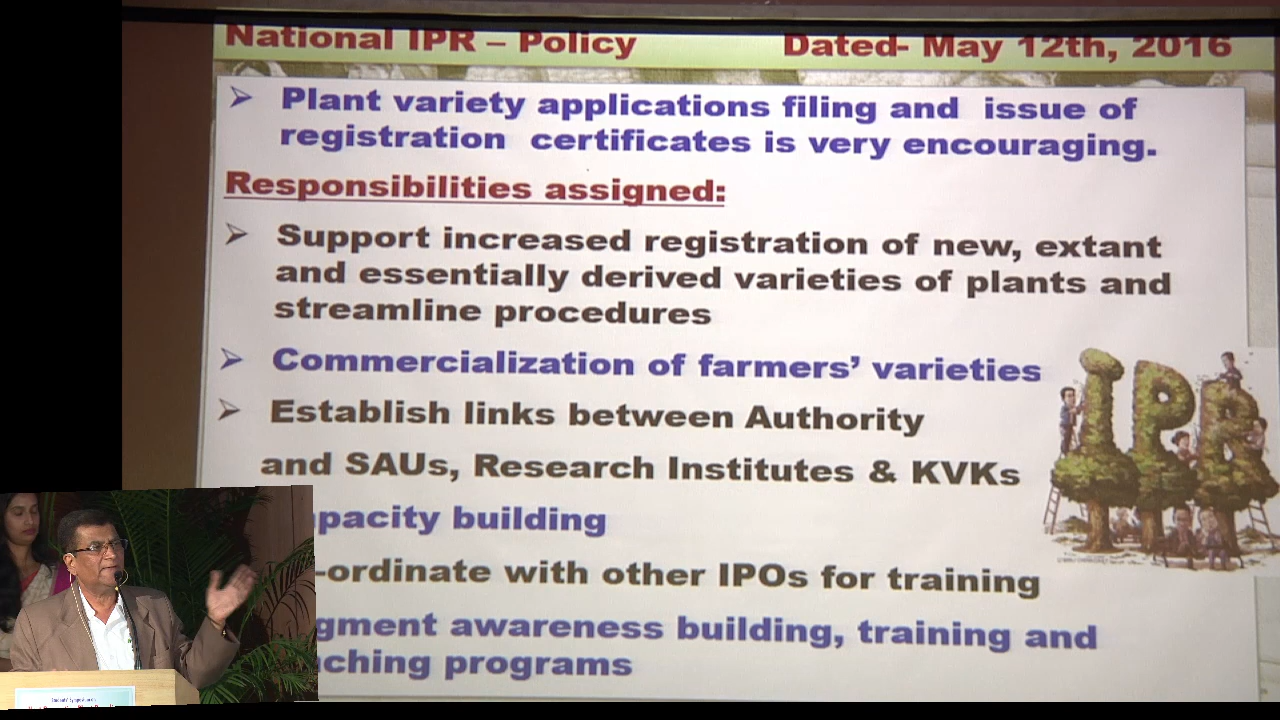 National IPR – Policy Dated- May 12th, 2016
Plant variety applications filing and issue of
registration certificates is very encouraging.
Responsibilities assigned:
Support increased registration of new, extant
and essentially derived varieties of plants and
streamline procedures
Commercialization of farmers’ varieties
Establish links between Authority
and SAUs, Research Institutes & KVKs
pacity building
-ordinate with other IPOs for training
gment awareness building, training and
ching programs
IPR
Students' Symposium on